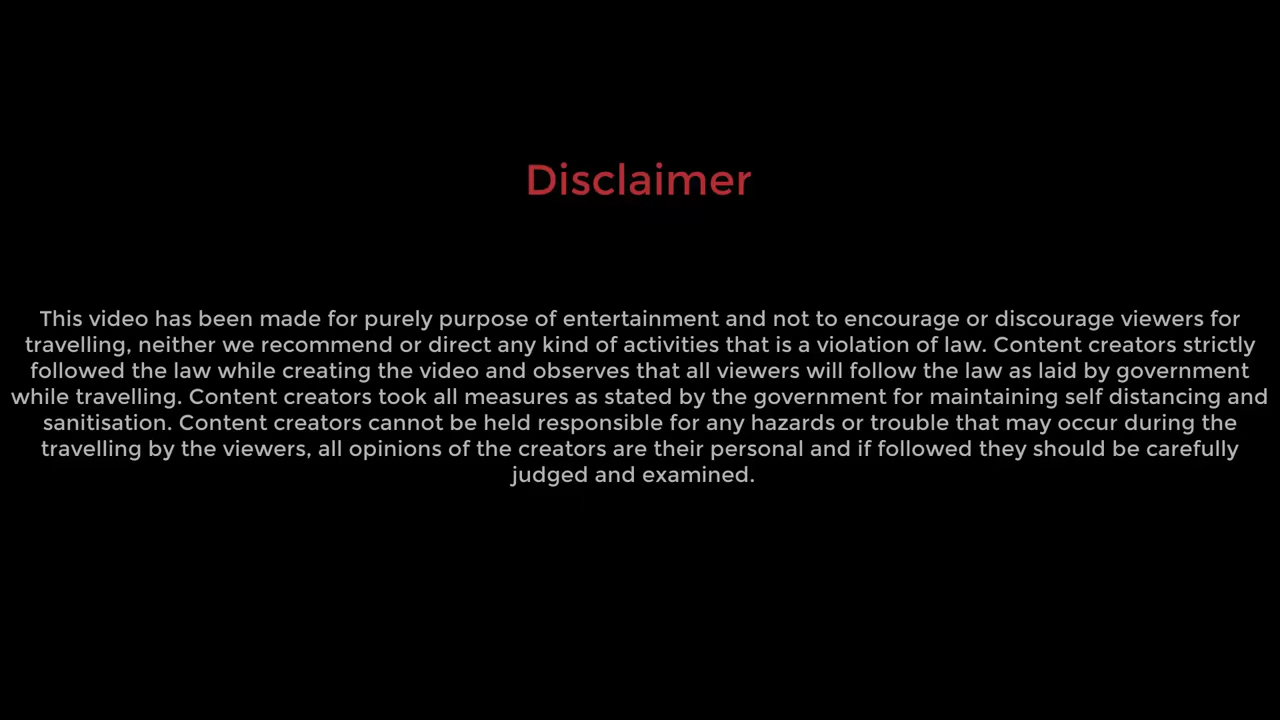 Disclaimer
This video has been made for purely purpose of entertainment and not to encourage or discourage viewers for
travelling, neither we recommend or direct any kind of activities that is a violation of law. Content creators strictly
followed the law while creating the video and observes that all viewers will follow the law as laid by government
while travelling. Content creators took all measures as stated by the government for maintaining self distancing and
sanitisation. Content creators cannot be held responsible for any hazards or trouble that may occur during the
travelling by the viewers, all opinions of the creators are their personal and if followed they should be carefully
judged and examined.